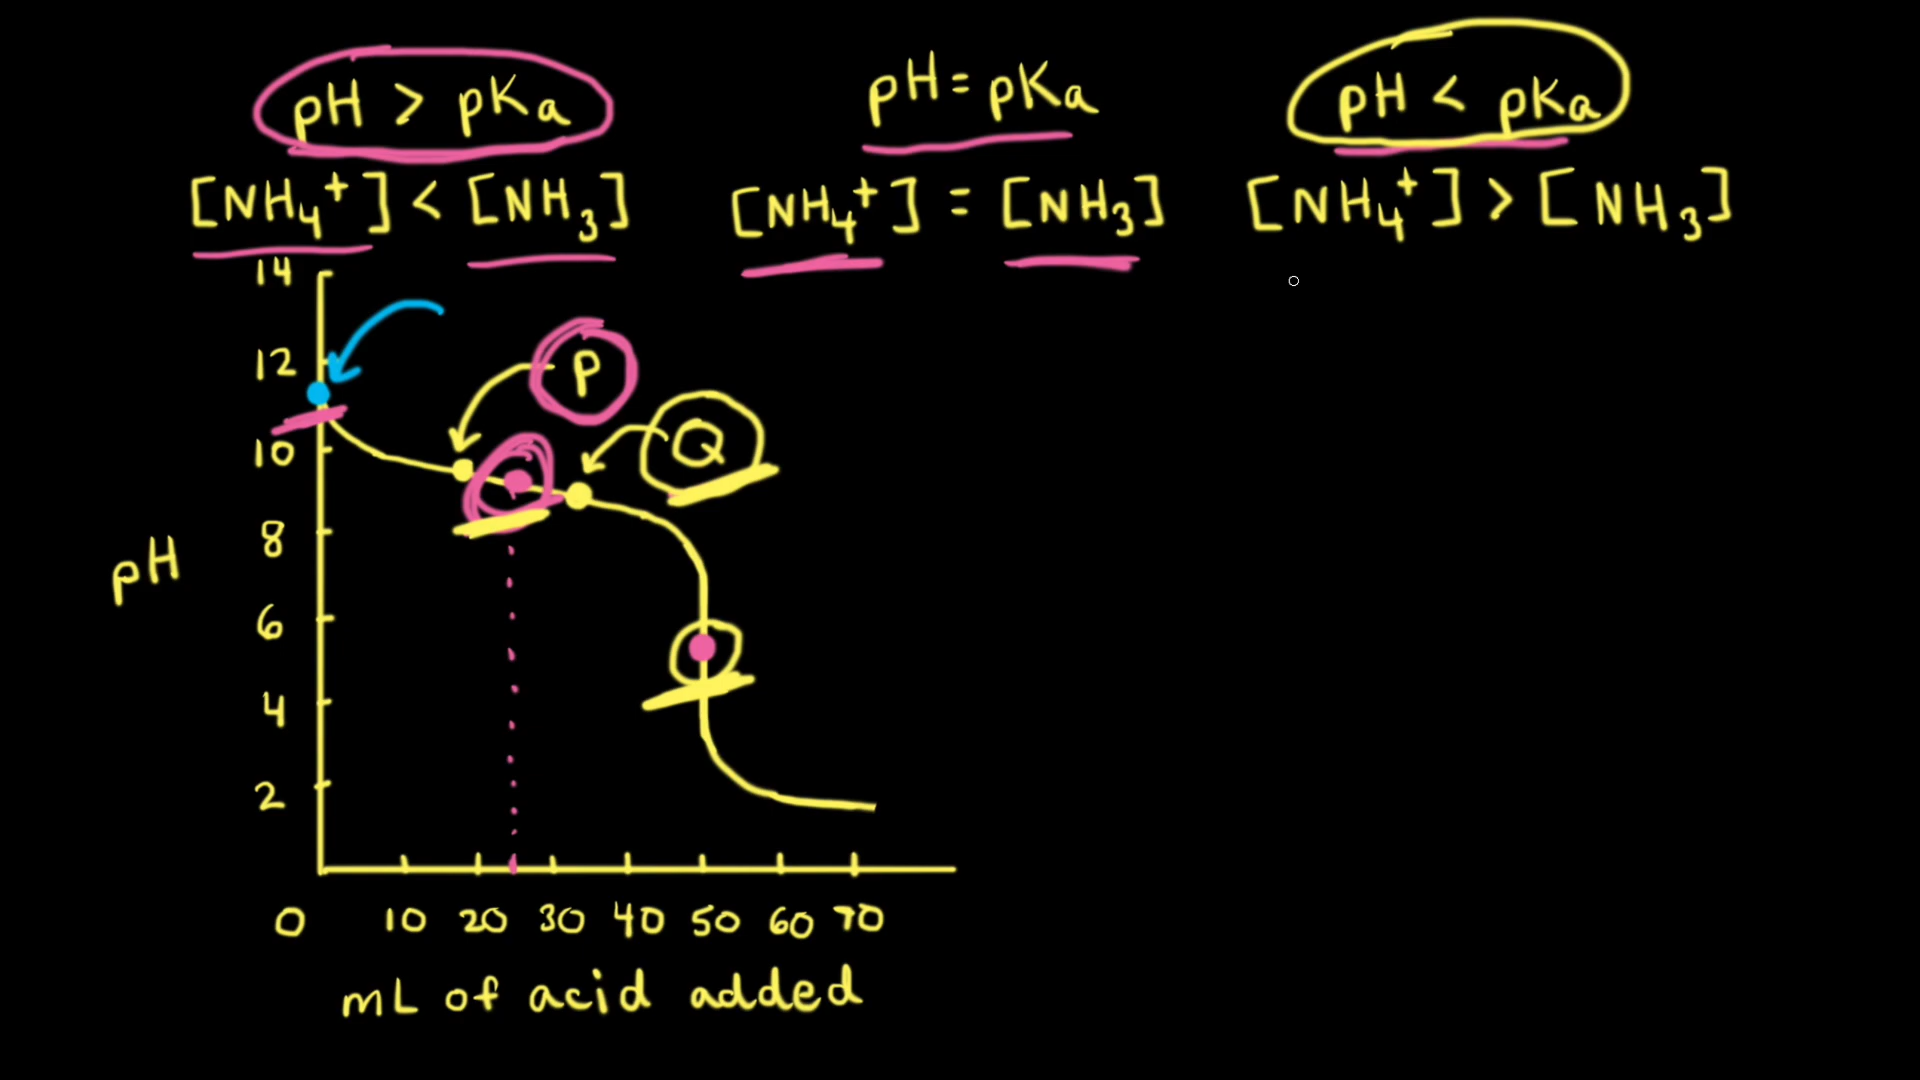 pH > pKa
pH = pKa
pH < pKa
[NH₄⁺] < [NH₃]
[NH₄⁺] = [NH₃]
[NH₄⁺] > [NH₃]
14
12
10
8
6
4
2
P
Q
pH
0 10 20 30 40 50 60 70
mL of acid added